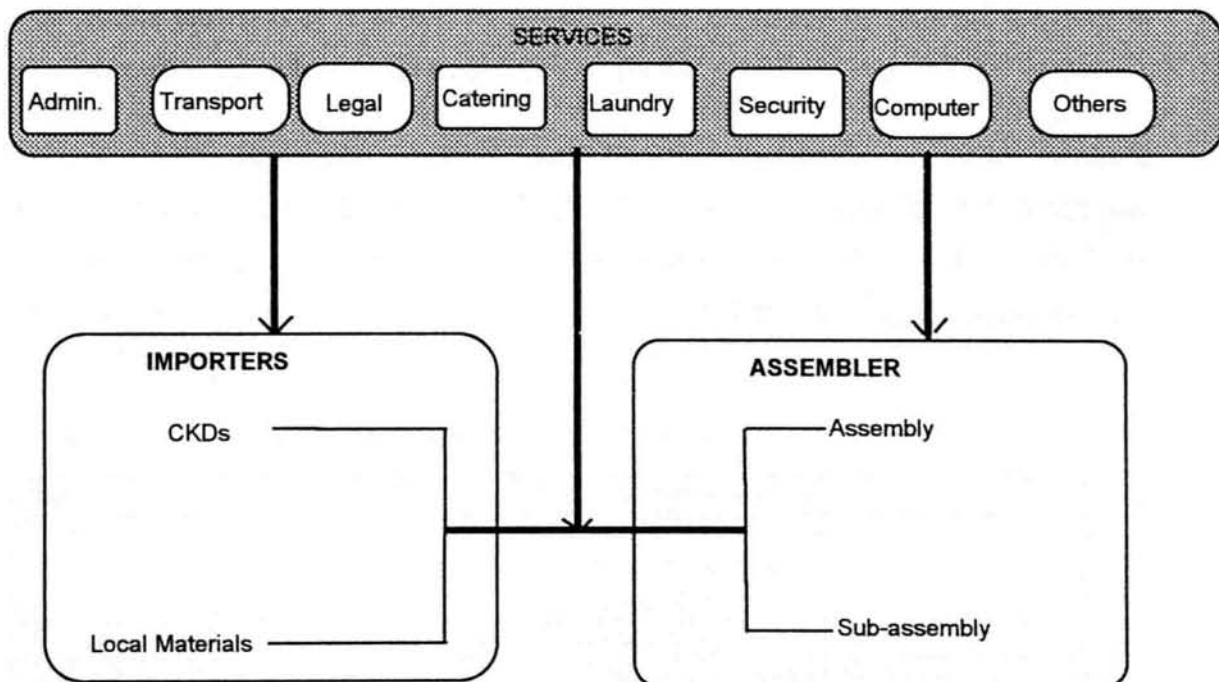 SERVICES
Admin.
Transport
Legal
Catering
Laundry
Security
Computer
Others
IMPORTERS
ASSEMBLER
CKDs
Assembly
Local Materials
Sub-assembly